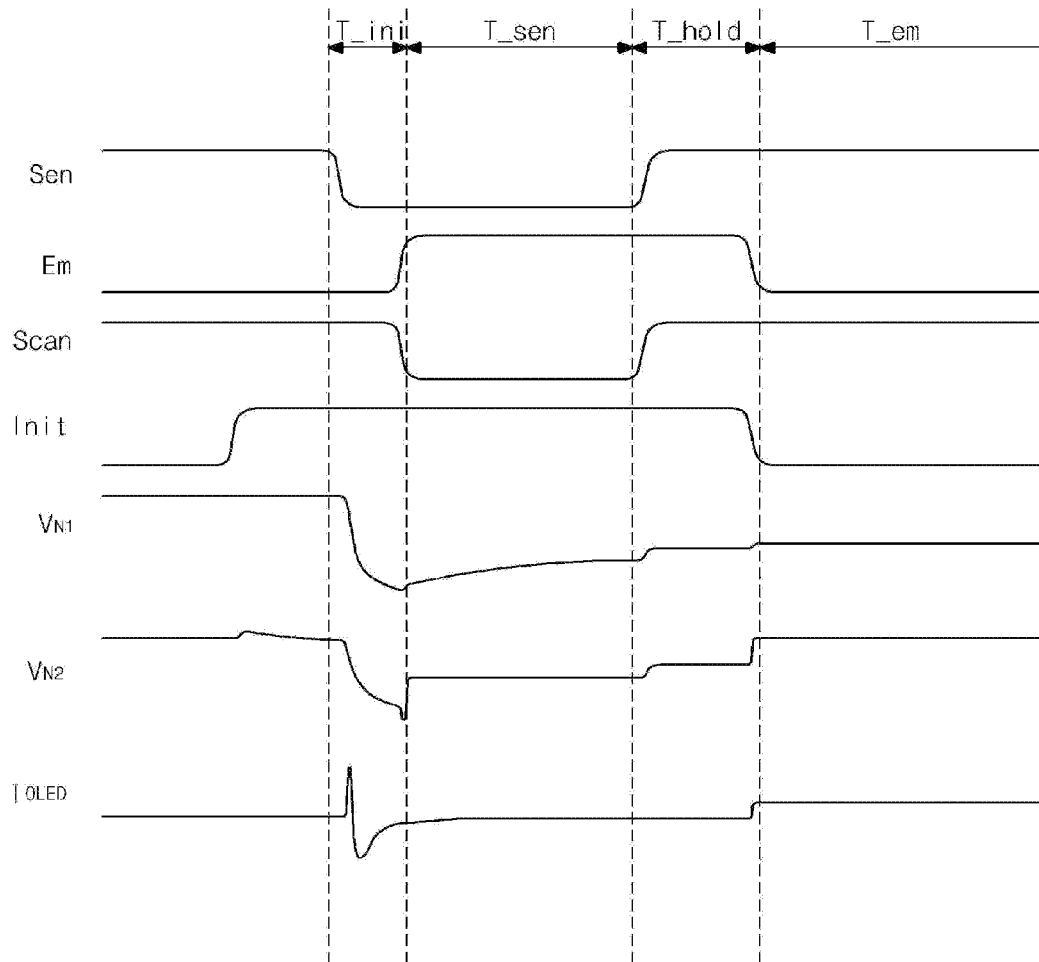 T_ini T_sen T_hold T_em
Sen
Em
Scan
Init
VN1
VN2
IOLED